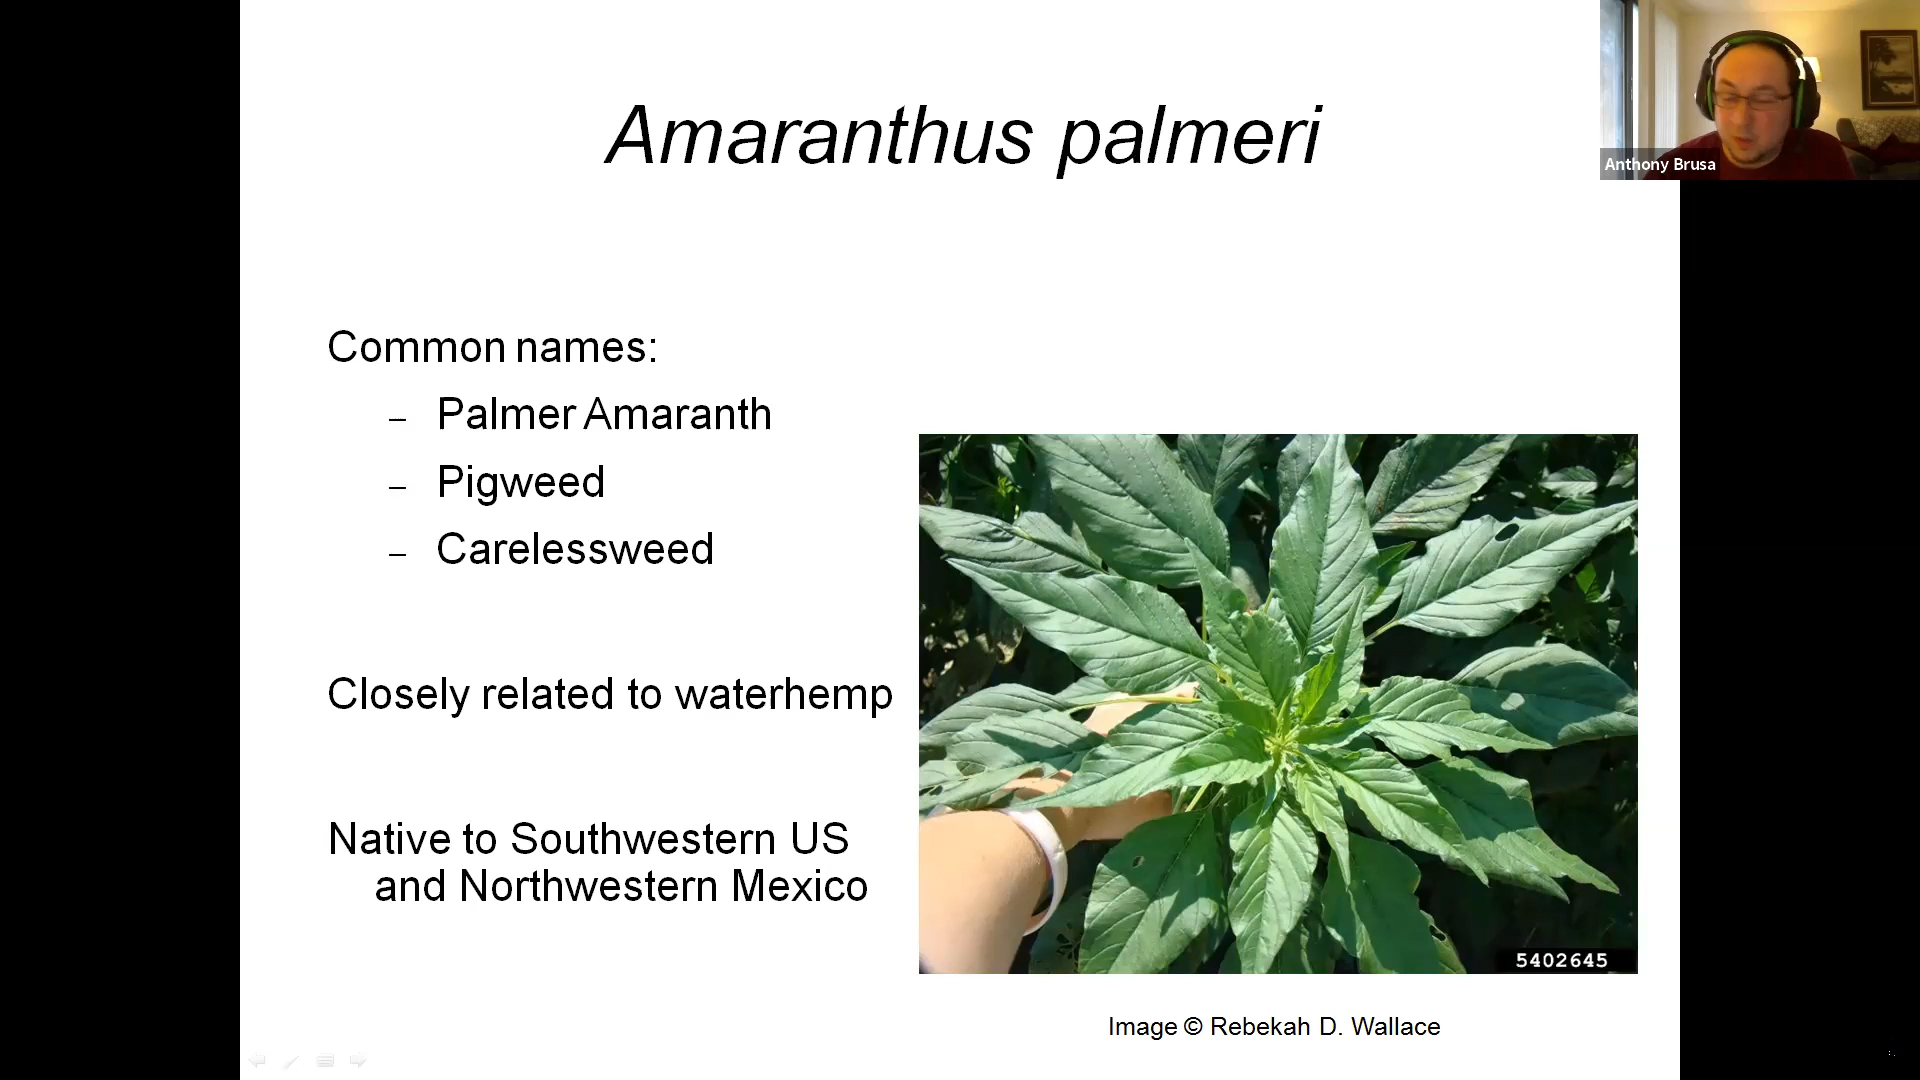 Amaranthus palmeri
Anthony Brusa
Common names:
– Palmer Amaranth
– Pigweed
– Carelessweed
Closely related to waterhemp
Native to Southwestern US
and Northwestern Mexico
5402645
Image © Rebekah D. Wallace